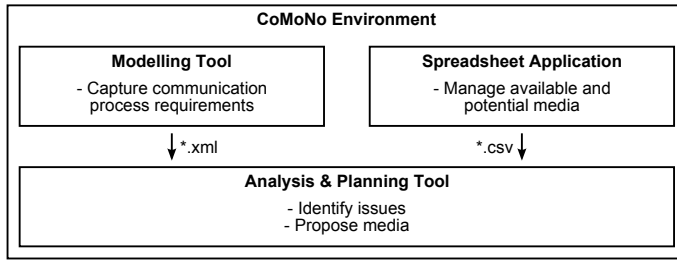 CoMoNo Environment
Modelling Tool
- Capture communication
process requirements
Spreadsheet Application
- Manage available and
potential media
*.xml
*.csv
Analysis & Planning Tool
- Identify issues
- Propose media